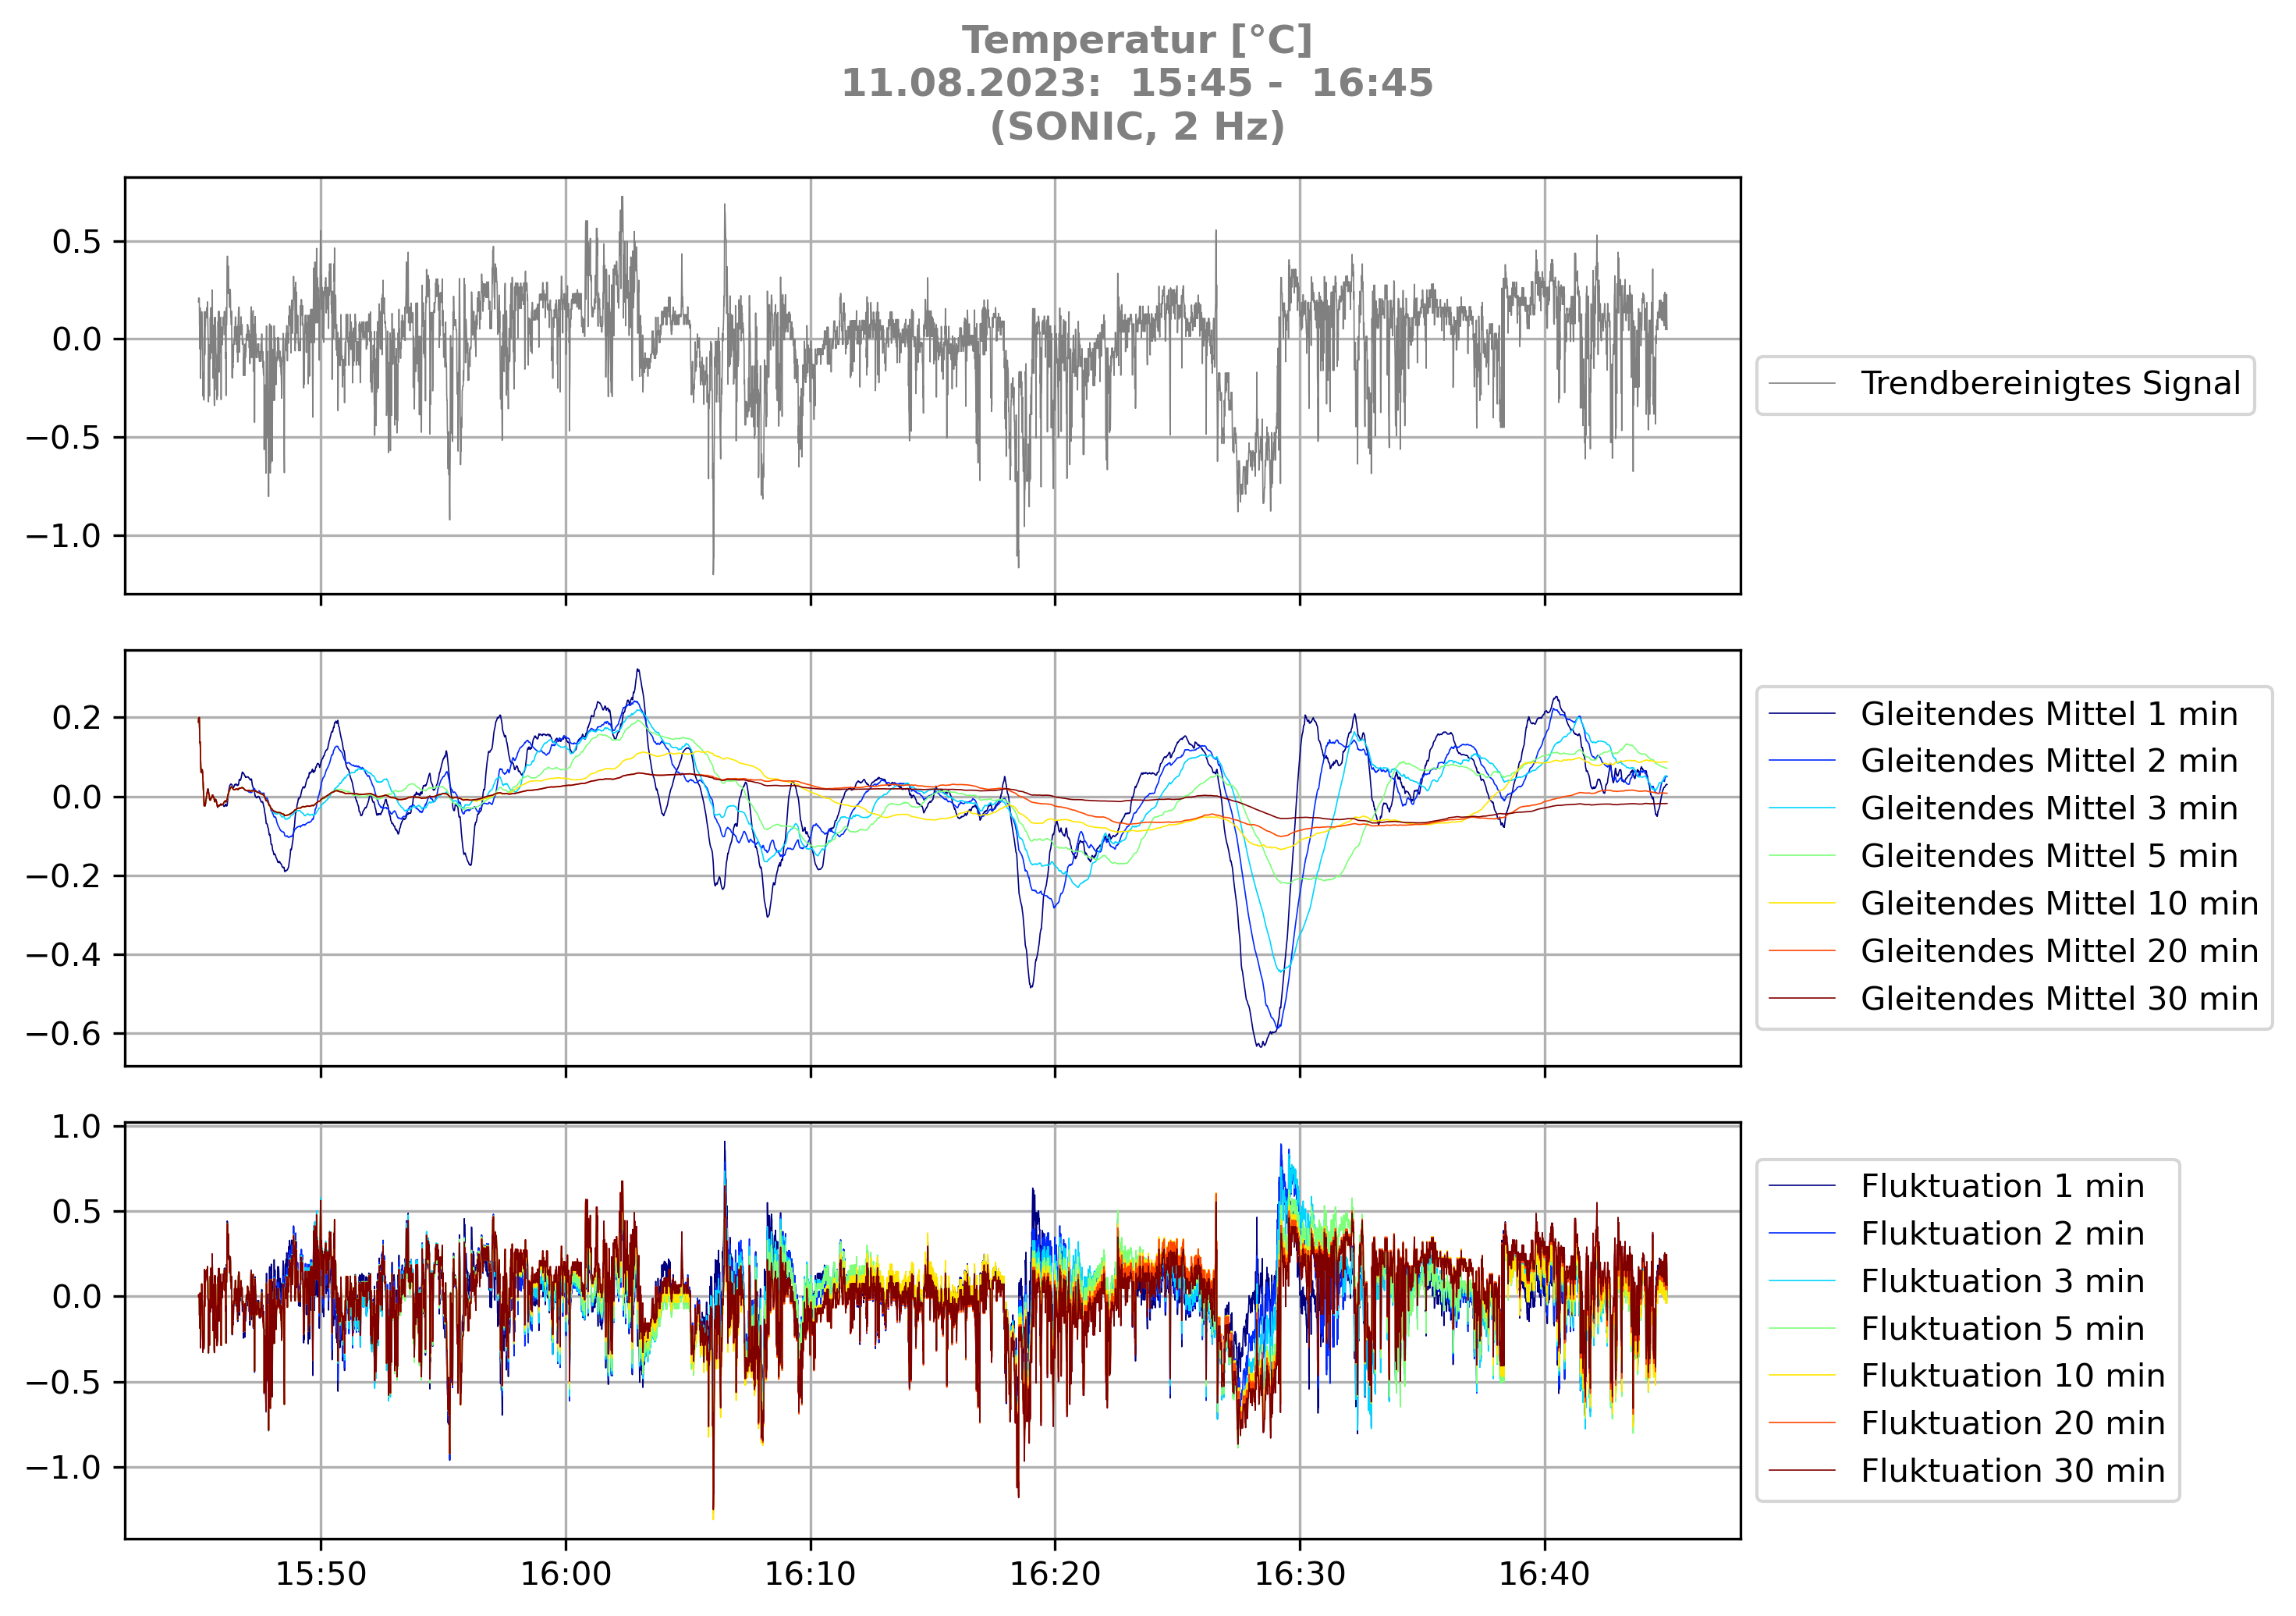 Temperatur [°C]
11.08.2023:  15:45 -  16:45
(SONIC, 2 Hz)
0.5
0.0
−0.5
−1.0
Trendbereinigtes Signal
0.2
0.0
−0.2
−0.4
−0.6
Gleitendes Mittel 1 min
Gleitendes Mittel 2 min
Gleitendes Mittel 3 min
Gleitendes Mittel 5 min
Gleitendes Mittel 10 min
Gleitendes Mittel 20 min
Gleitendes Mittel 30 min
1.0
0.5
0.0
−0.5
−1.0
Fluktuation 1 min
Fluktuation 2 min
Fluktuation 3 min
Fluktuation 5 min
Fluktuation 10 min
Fluktuation 20 min
Fluktuation 30 min
15:50 16:00 16:10 16:20 16:30 16:40